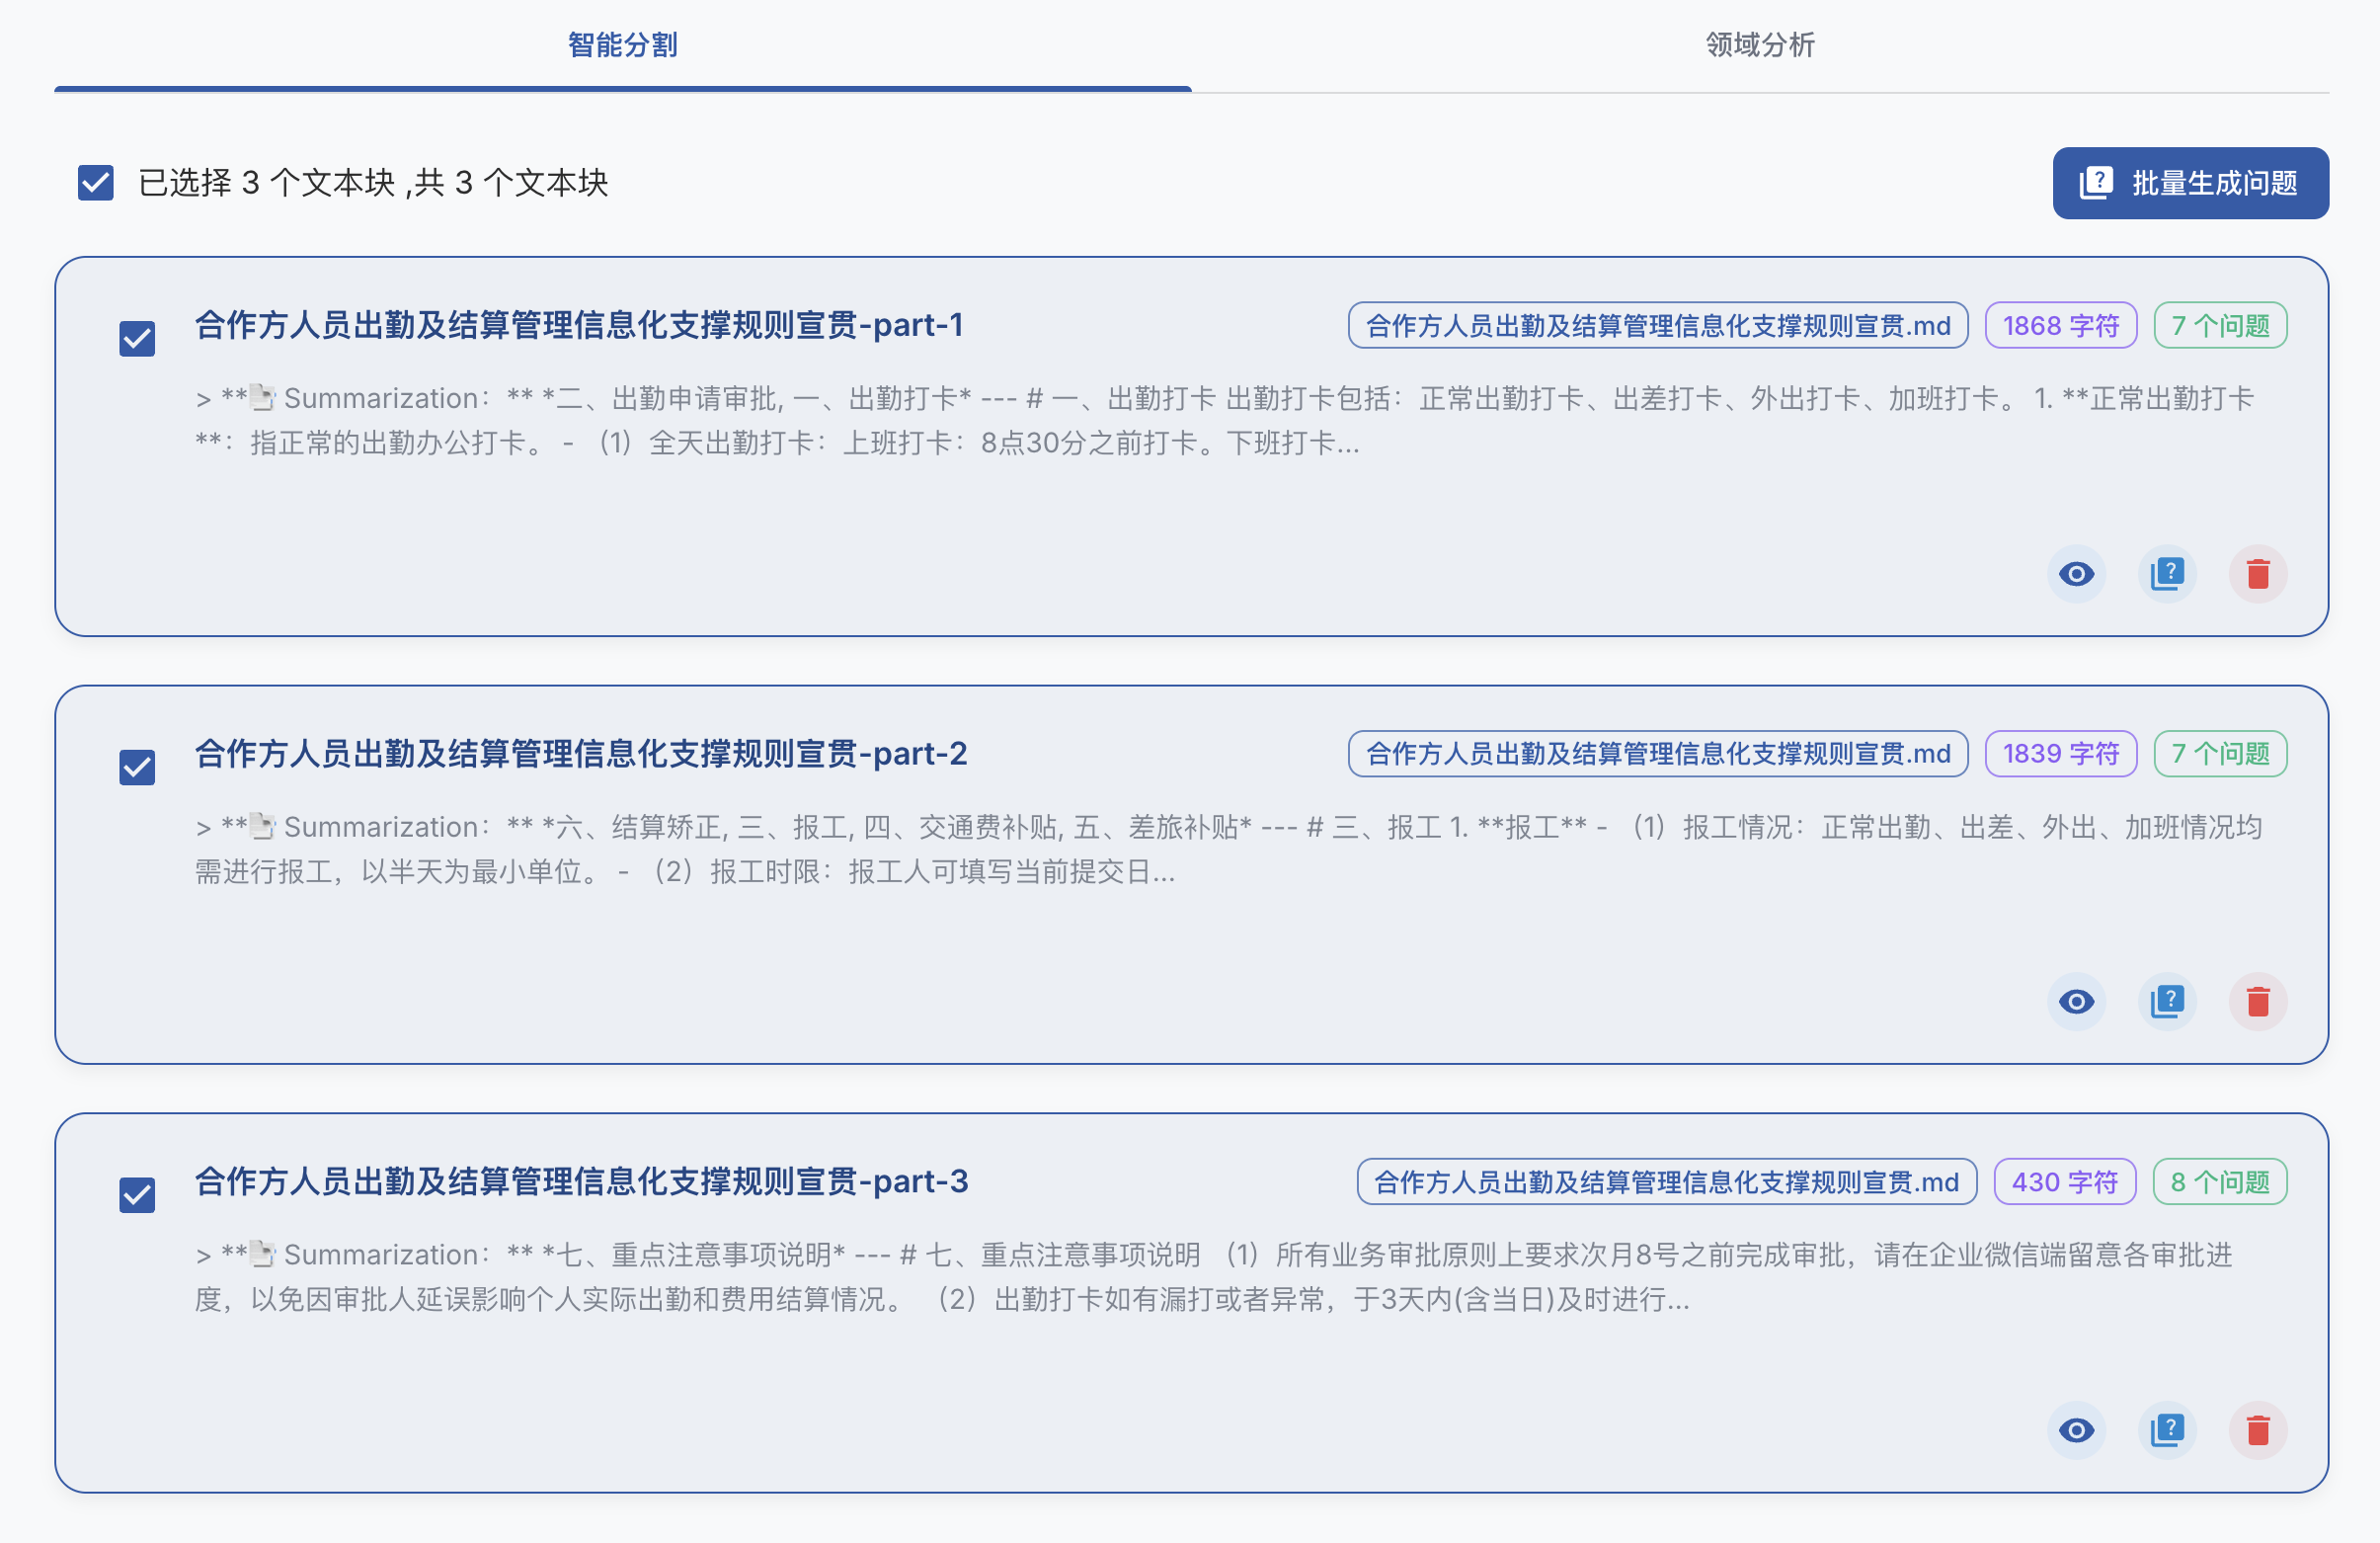 智能分割
领域分析
已选择 3 个文本块 ,共 3 个文本块
批量生成问题
合作方人员出勤及结算管理信息化支撑规则宣贯-part-1
合作方人员出勤及结算管理信息化支撑规则宣贯.md
1868 字符
7 个问题
> **📑 Summarization：** *二、出勤申请审批, 一、出勤打卡* --- # 一、出勤打卡 出勤打卡包括：正常出勤打卡、出差打卡、外出打卡、加班打卡。 1. **正常出勤打卡
**：指正常的出勤办公打卡。 - （1）全天出勤打卡：上班打卡：8点30分之前打卡。下班打卡...
合作方人员出勤及结算管理信息化支撑规则宣贯-part-2
合作方人员出勤及结算管理信息化支撑规则宣贯.md
1839 字符
7 个问题
> **📑 Summarization：** *六、结算矫正, 三、报工, 四、交通费补贴, 五、差旅补贴* --- # 三、报工 1. **报工** - （1）报工情况：正常出勤、出差、外出、加班情况均
需进行报工，以半天为最小单位。 - （2）报工时限：报工人可填写当前提交日...
合作方人员出勤及结算管理信息化支撑规则宣贯-part-3
合作方人员出勤及结算管理信息化支撑规则宣贯.md
430 字符
8 个问题
> **📑 Summarization：** *七、重点注意事项说明* --- # 七、重点注意事项说明 （1）所有业务审批原则上要求次月8号之前完成审批，请在企业微信端留意各审批进
度，以免因审批人延误影响个人实际出勤和费用结算情况。 （2）出勤打卡如有漏打或者异常，于3天内(含当日)及时进行...